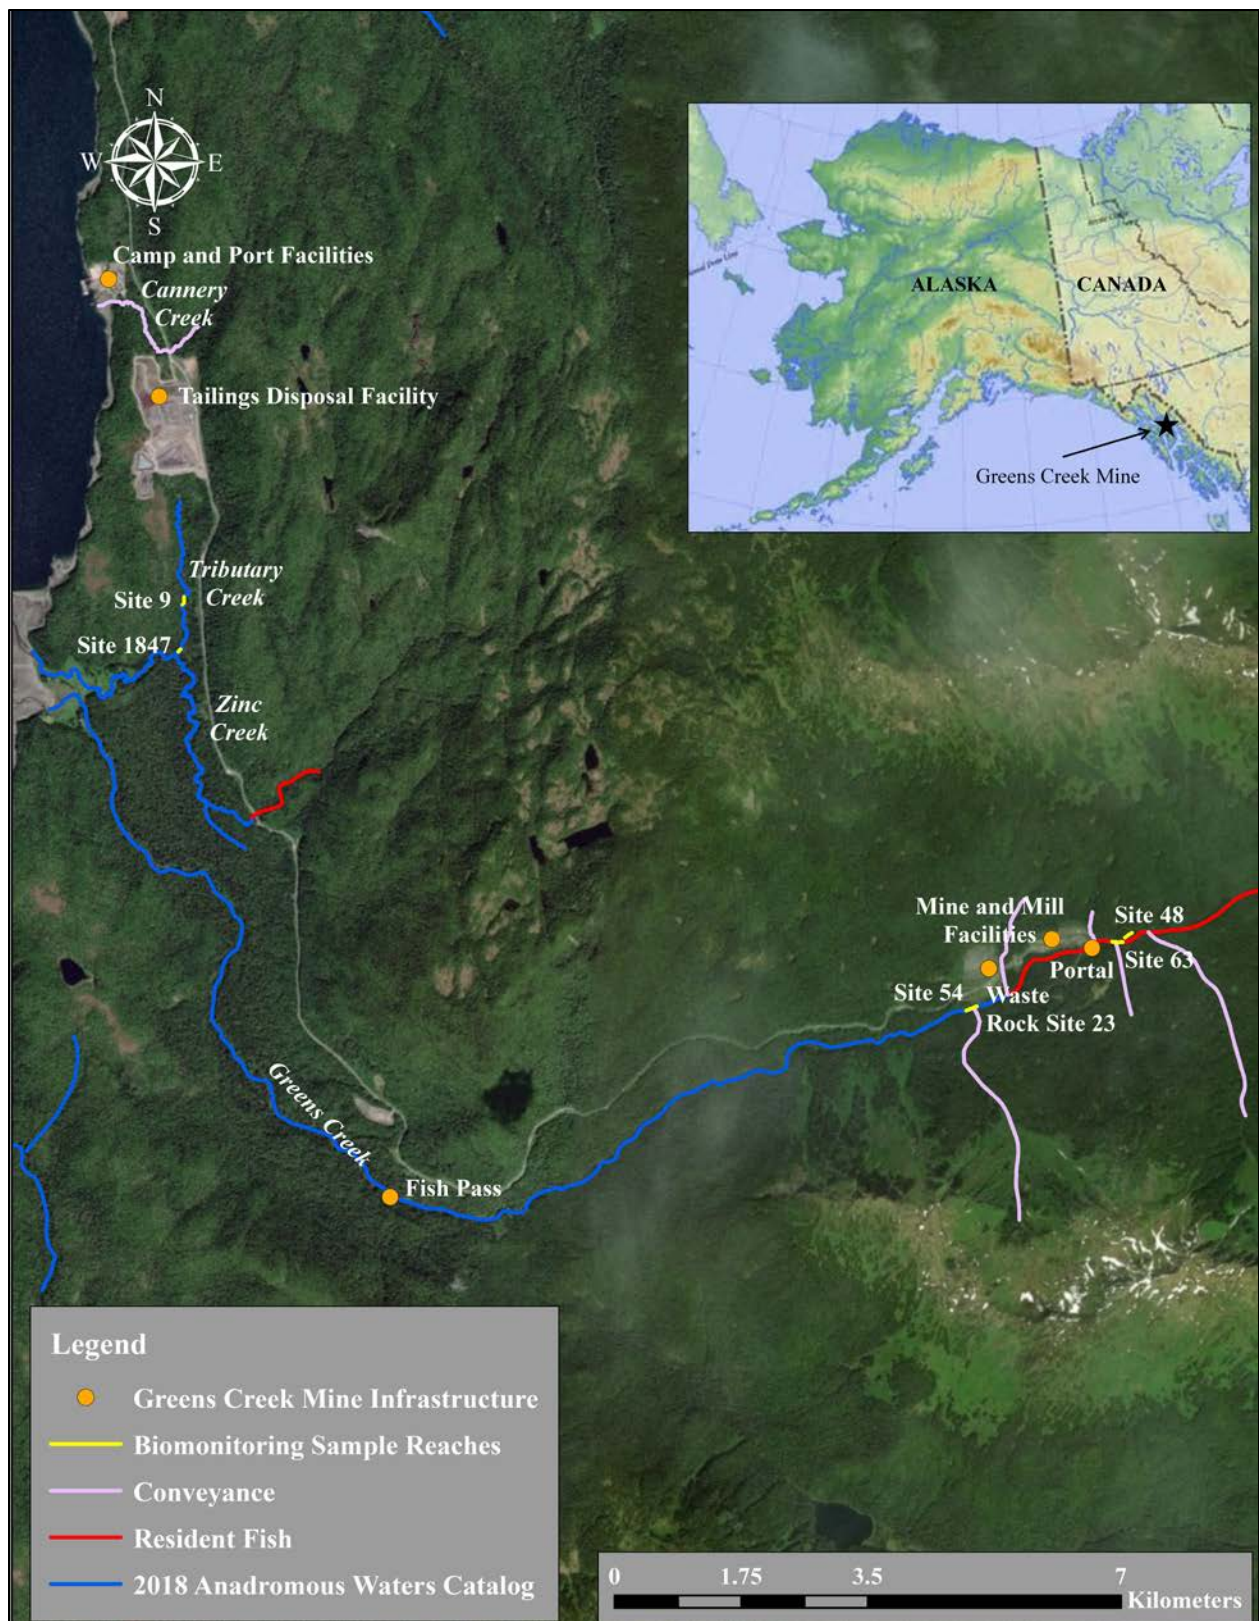 N
W
E
S
Camp and Port Facilities
Cannery
Creek
Tailings Disposal Facility
ALASKA
CANADA
Greens Creek Mine
Tributary
Creek
Site 9
Site 1847
Zinc
Creek
Mine and Mill
Facilities
Site 48
Portal
Site 63
Site 54
Waste
Rock Site 23
Greens Creek
Fish Pass
Legend
Greens Creek Mine Infrastructure
Biomonitoring Sample Reaches
Conveyance
Resident Fish
2018 Anadromous Waters Catalog
0 1.75 3.5 7
Kilometers